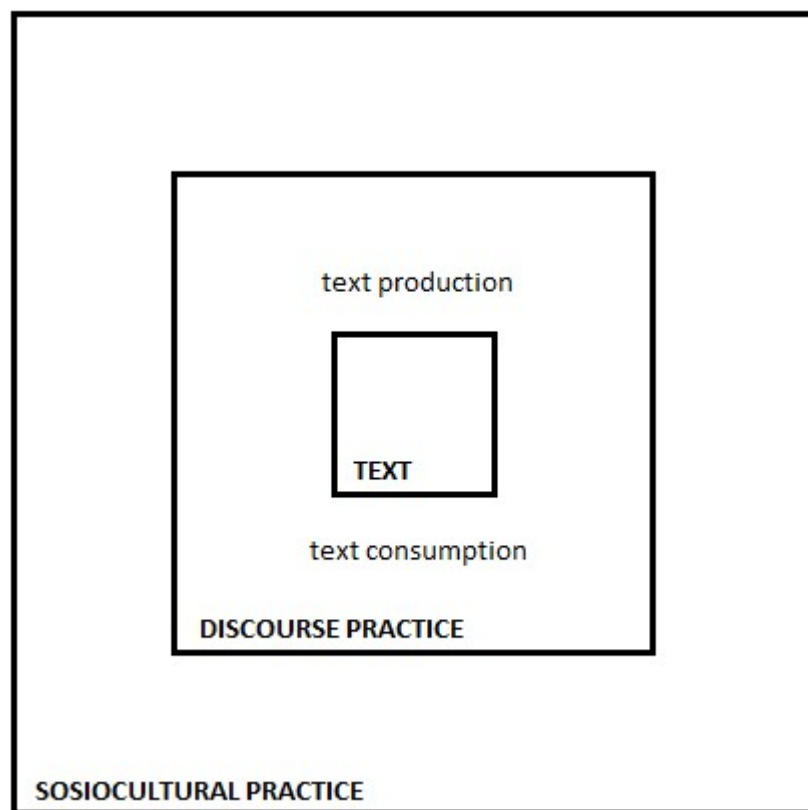 text production
TEXT
text consumption
DISCOURSE PRACTICE
SOSIOCULTURAL PRACTICE